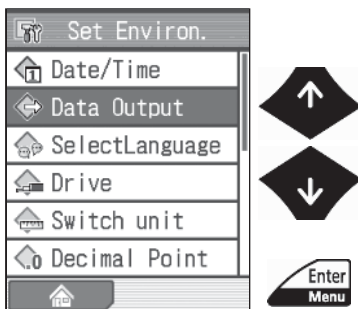 Set Environ.
Date/Time
Data Output
SelectLanguage
Drive
Switch unit
Decimal Point
Enter
Menu